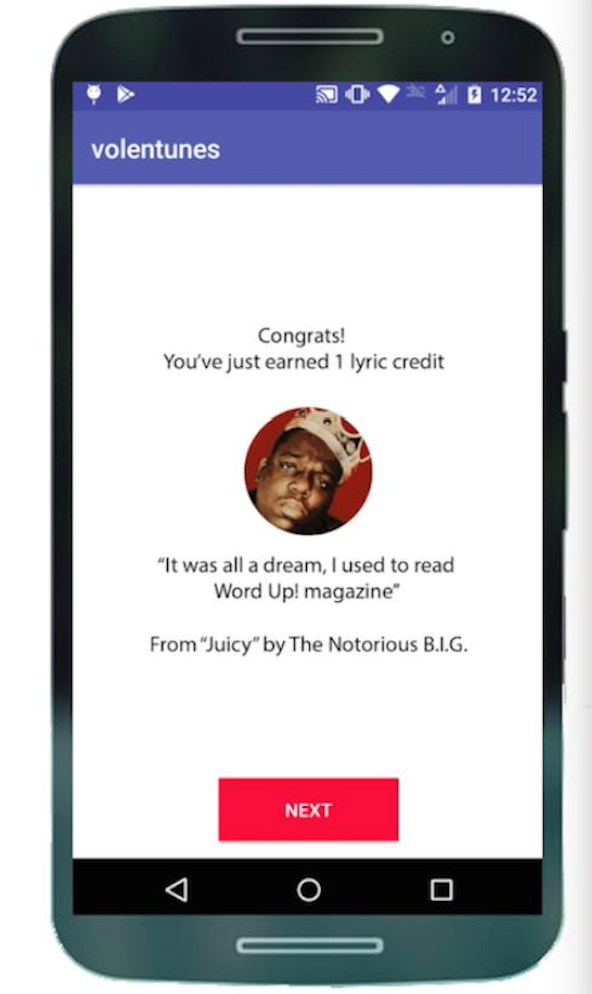 12:52
volentunes
Congrats!
You've just earned 1 lyric credit
“It was all a dream, I used to read
Word Up! magazine”
From “Juicy” by The Notorious B.I.G.
NEXT